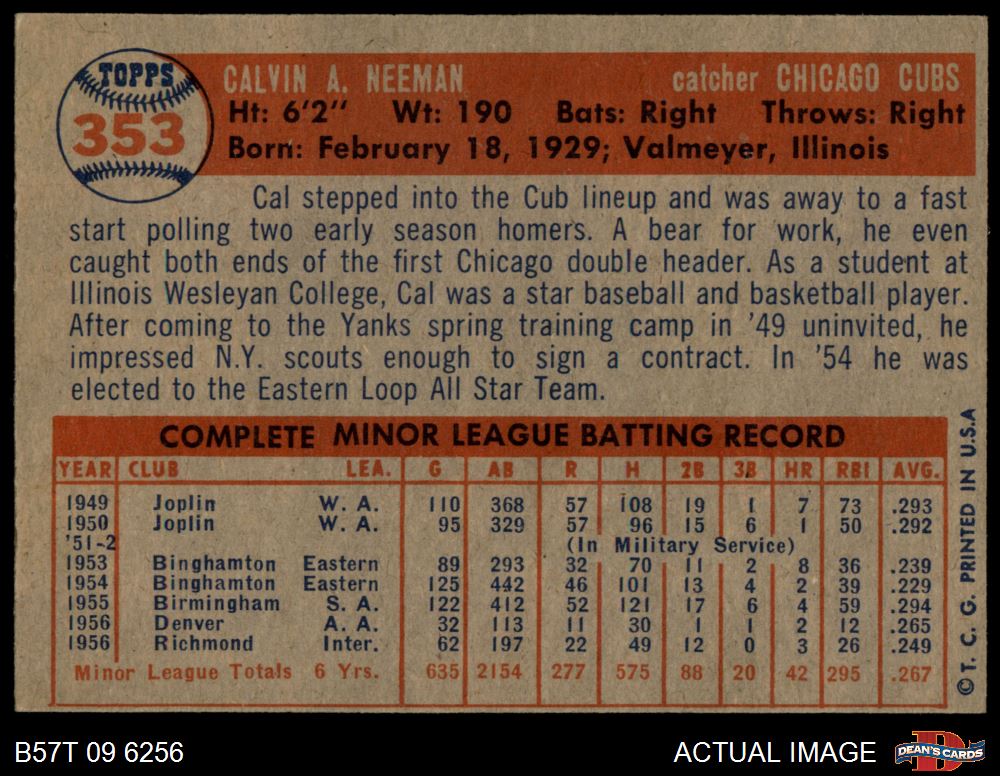 TOPPS
353
CALVIN A. NEEMAN catcher CHICAGO CUBS
Ht: 6'2" Wt: 190 Bats: Right Throws: Right
Born: February 18, 1929; Valmeyer, Illinois
Cal stepped into the Cub lineup and was away to a fast
start polling two early season homers. A bear for work, he even
caught both ends of the first Chicago double header. As a student at
Illinois Wesleyan College, Cal was a star baseball and basketball player.
After coming to the Yanks spring training camp in '49 uninvited, he
impressed N.Y. scouts enough to sign a contract. In '54 he was
elected to the Eastern Loop All Star Team.
COMPLETE MINOR LEAGUE BATTING RECORD
YEAR CLUB LEA. G AB R H 2B 3B HR RBI AVG.
1949 Joplin W. A. 110 368 57 108 19 1 7 73 .293
1950 Joplin W. A. 95 329 57 96 15 6 1 50 .292
'51-2 (In Military Service)
1953 Binghamton Eastern 89 293 32 70 11 2 8 36 .239
1954 Binghamton Eastern 125 442 46 101 13 4 2 39 .229
1955 Birmingham S. A. 122 412 52 121 17 6 4 59 .294
1956 Denver A. A. 32 113 11 30 1 1 2 12 .265
1956 Richmond Inter. 62 197 22 49 12 0 3 26 .249
Minor League Totals 6 Yrs. 635 2154 277 575 88 20 42 295 .267
© T. C. G. PRINTED IN U.S.A
B57T 09 6256
ACTUAL IMAGE
D
DEAN'S CARDS